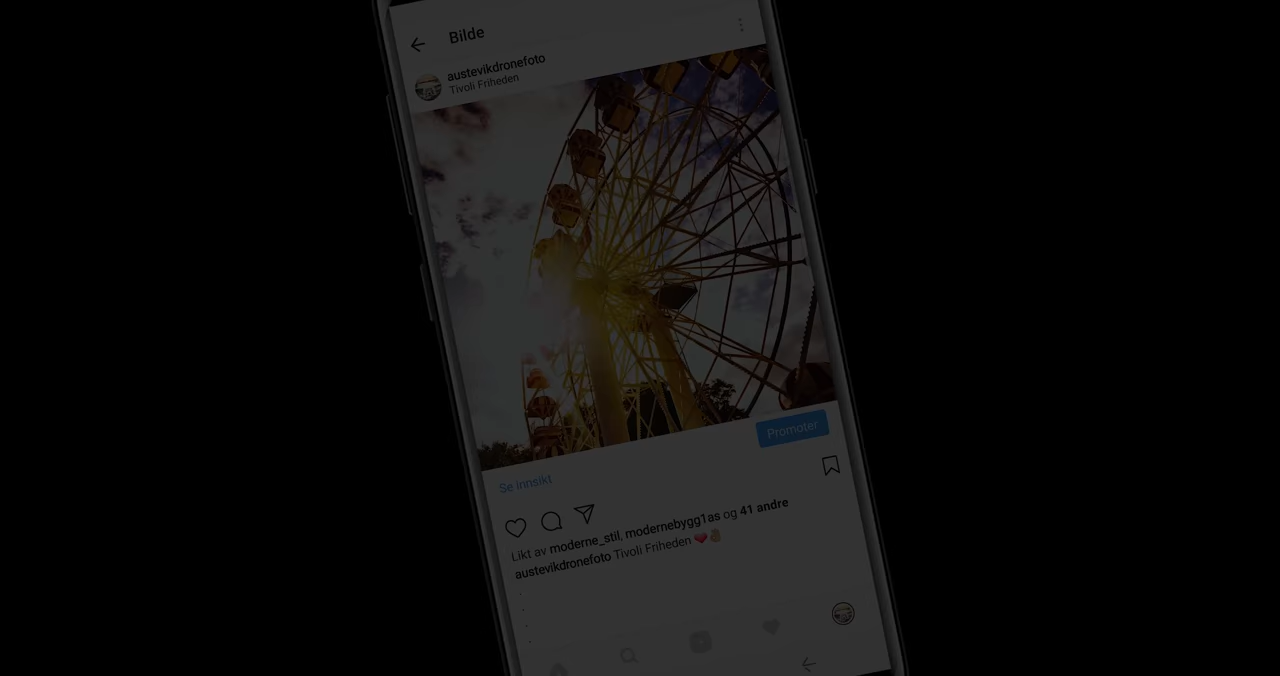 Bilde
austevikdronefoto
Tivoli Friheden
Promoter
Se innsikt
Likt av moderne_stil, modernebygg1as og 41 andre
austevikdronefoto Tivoli Friheden ❤️👌🏼
.
.
.
.